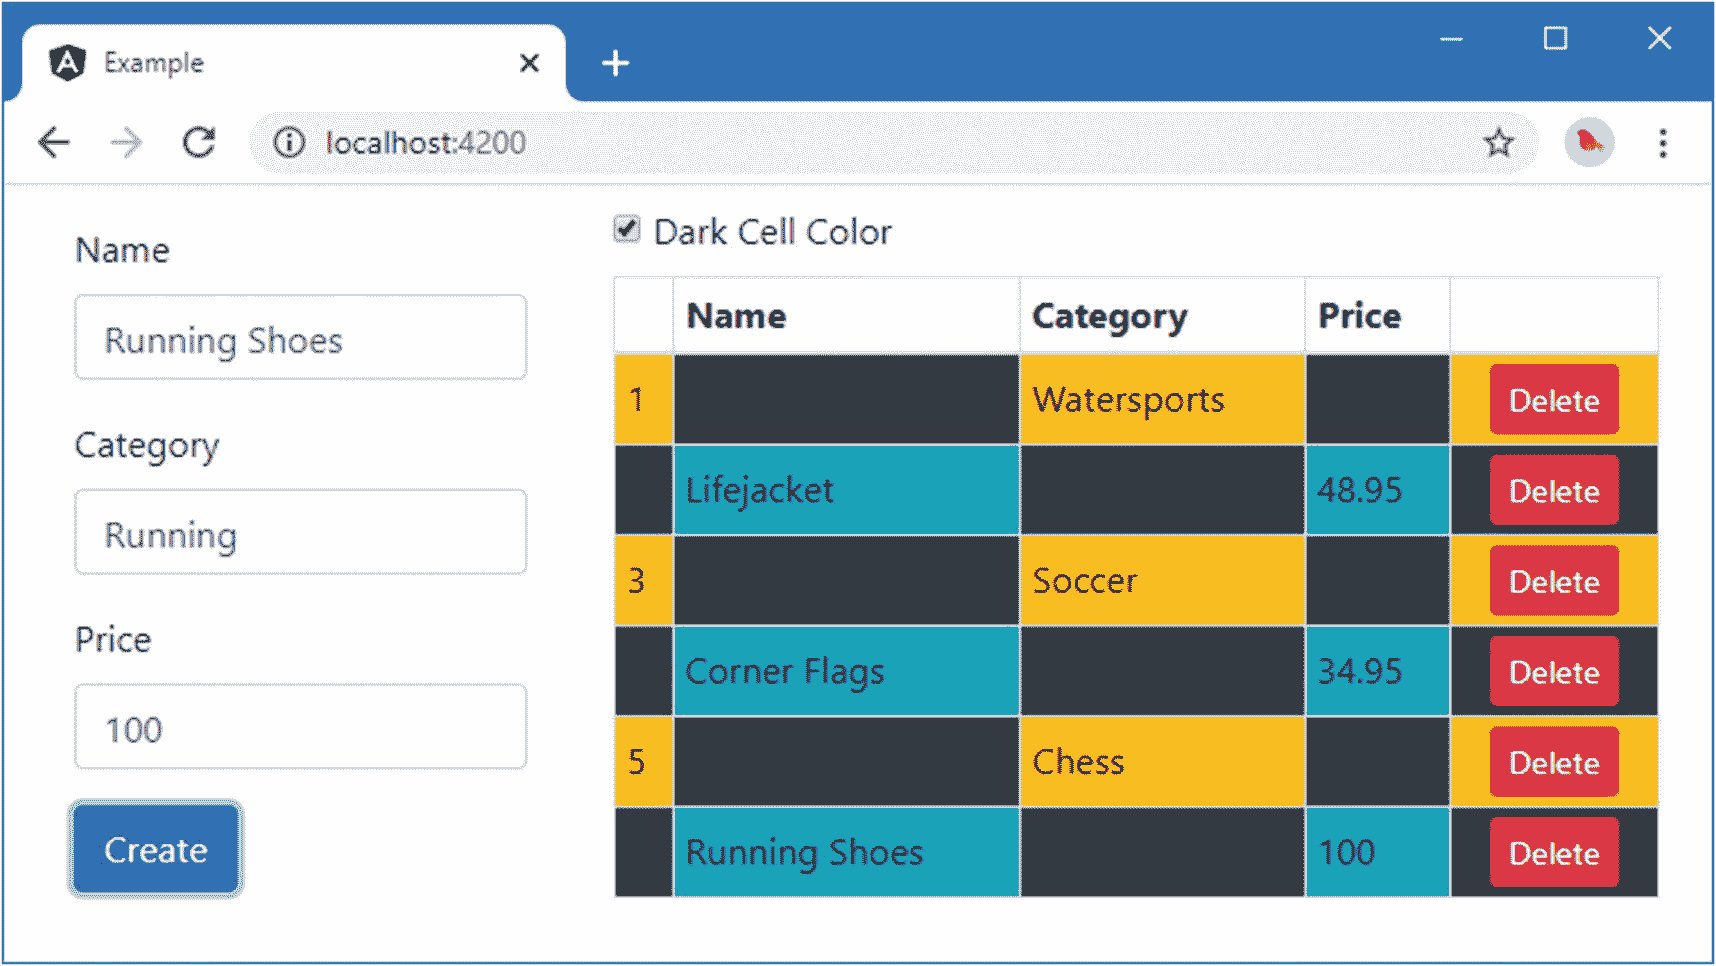 Example
localhost:4200
Name
Running Shoes
Category
Running
Price
100
Create
Dark Cell Color
Name Category Price
1 Watersports Delete
Lifejacket 48.95 Delete
3 Soccer Delete
Corner Flags 34.95 Delete
5 Chess Delete
Running Shoes 100 Delete